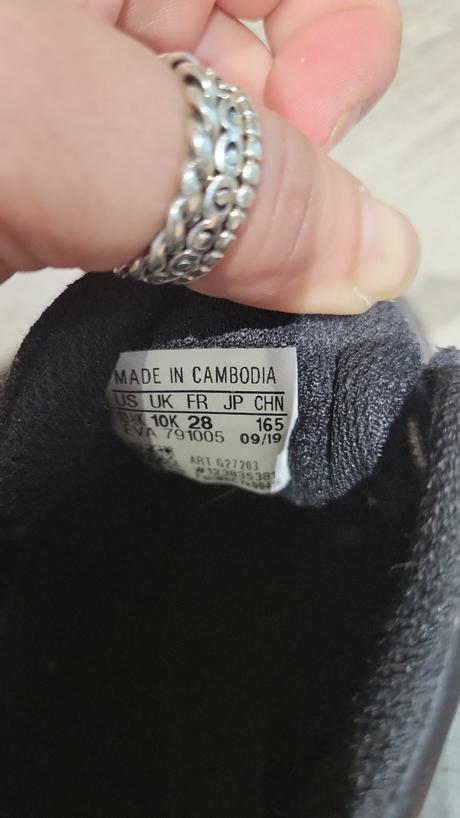 MADE IN CAMBODIA
US UK FR JP CHN
10K 28 165
EVA 791005 09/19
ART G27203